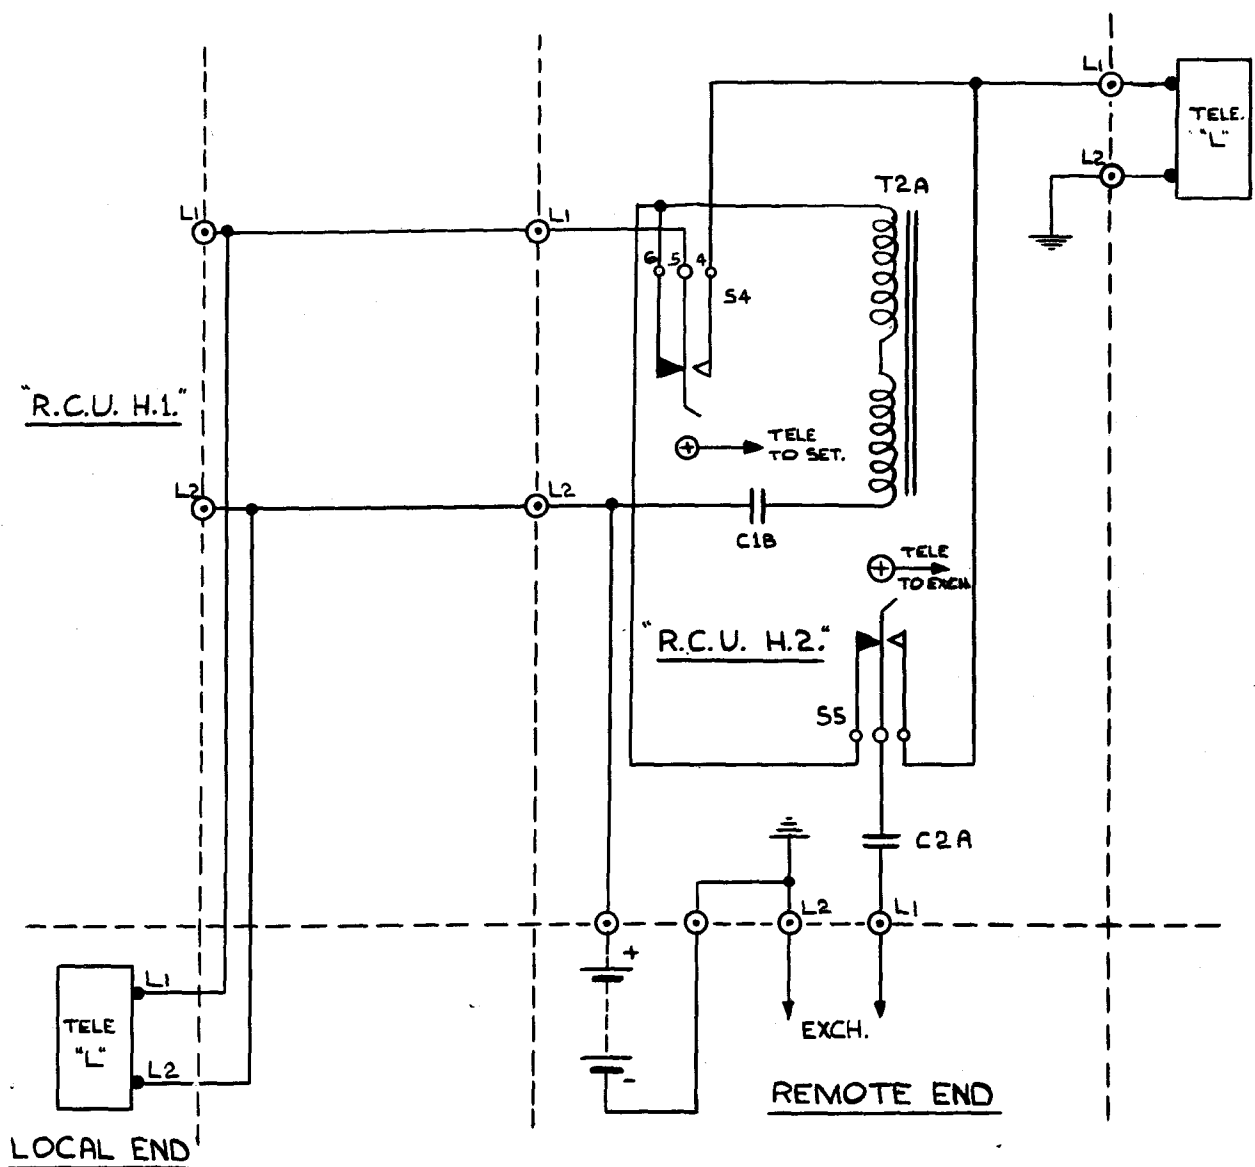 L1
TELE.
"L"
L2
T2A
L1
L1
6 5 4
S4
"R.C.U. H.1."
TELE
TO SET.
L2
L2
C1B
TELE
TO EXCH.
"R.C.U. H.2."
S5
C2A
L2
L1
+
-
L1
TELE
"L"
L2
EXCH.
REMOTE END
LOCAL END